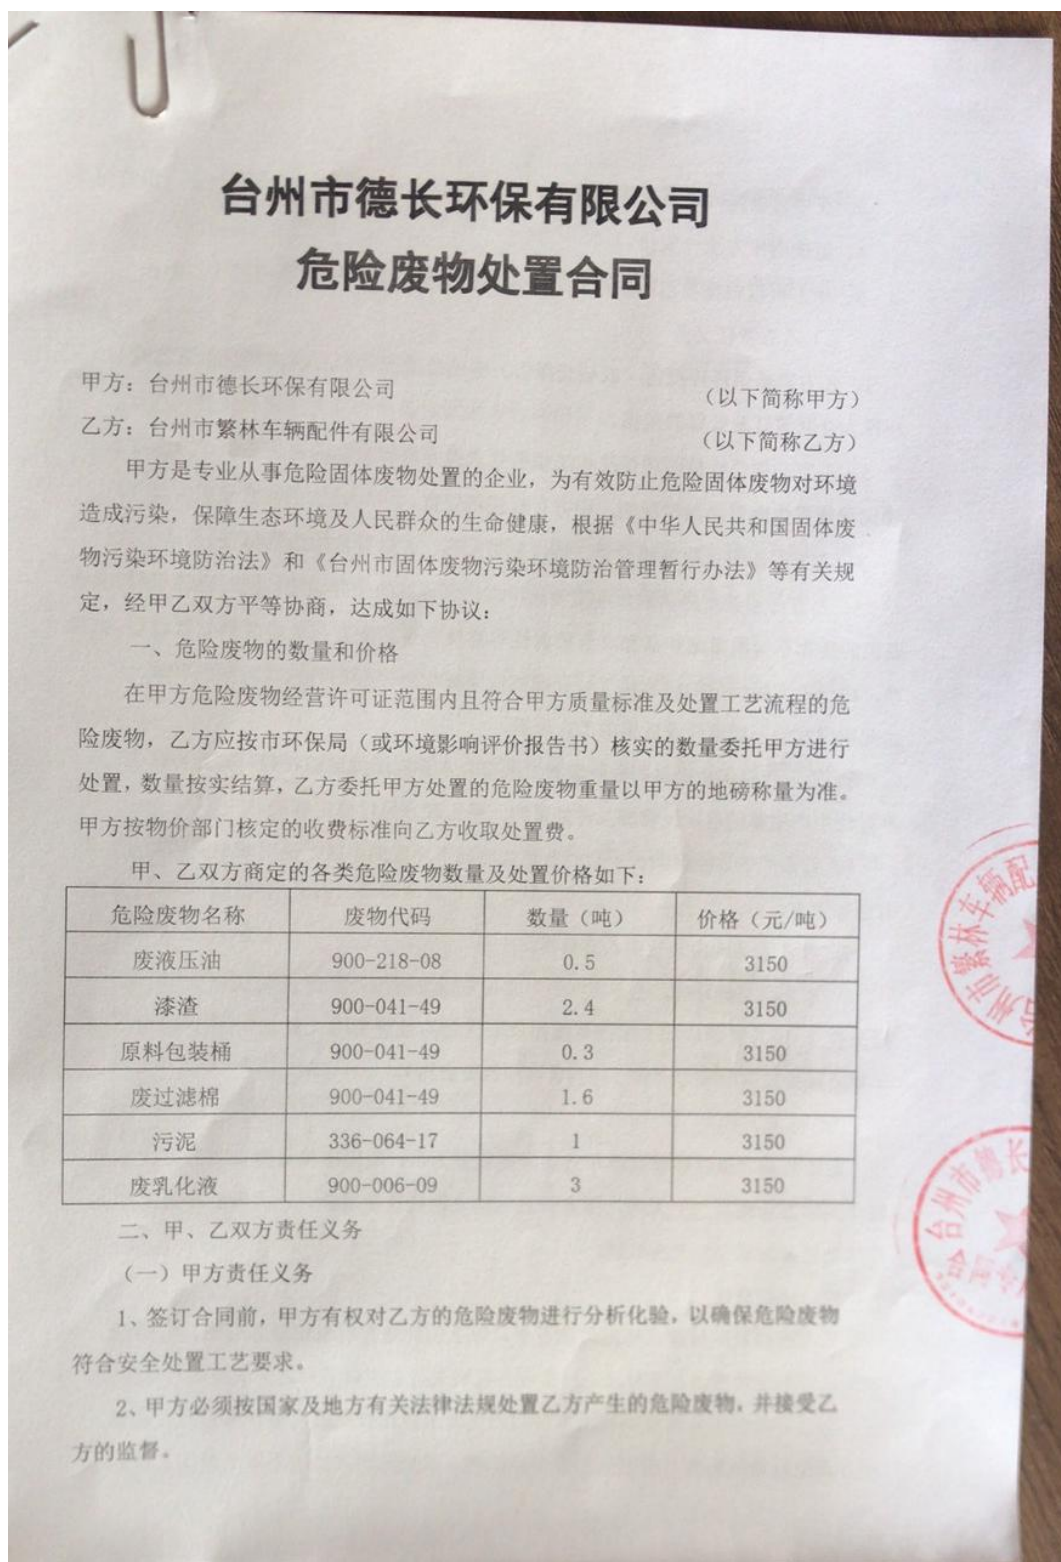 台州市德长环保有限公司
危险废物处置合同
甲方：台州市德长环保有限公司 （以下简称甲方）
乙方：台州市繁林车辆配件有限公司 （以下简称乙方）
甲方是专业从事危险固体废物处置的企业，为有效防止危险固体废物对环境
造成污染，保障生态环境及人民群众的生命健康，根据《中华人民共和国固体废
物污染环境防治法》和《台州市固体废物污染环境防治管理暂行办法》等有关规
定，经甲乙双方平等协商，达成如下协议：
一、危险废物的数量和价格
在甲方危险废物经营许可证范围内且符合甲方质量标准及处置工艺流程的危
险废物，乙方应按市环保局（或环境影响评价报告书）核实的数量委托甲方进行
处置，数量按实结算，乙方委托甲方处置的危险废物重量以甲方的地磅称量为准。
甲方按物价部门核定的收费标准向乙方收取处置费。
甲、乙双方商定的各类危险废物数量及处置价格如下：
危险废物名称 废物代码 数量（吨） 价格（元/吨）
废液压油 900-218-08 0.5 3150
漆渣 900-041-49 2.4 3150
原料包装桶 900-041-49 0.3 3150
废过滤棉 900-041-49 1.6 3150
污泥 336-064-17 1 3150
废乳化液 900-006-09 3 3150
二、甲、乙双方责任义务
（一）甲方责任义务
1、签订合同前，甲方有权对乙方的危险废物进行分析化验，以确保危险废物
符合安全处置工艺要求。
2、甲方必须按国家及地方有关法律法规处置乙方产生的危险废物，并接受乙
方的监督。
台州市繁林车辆配
台州市德长